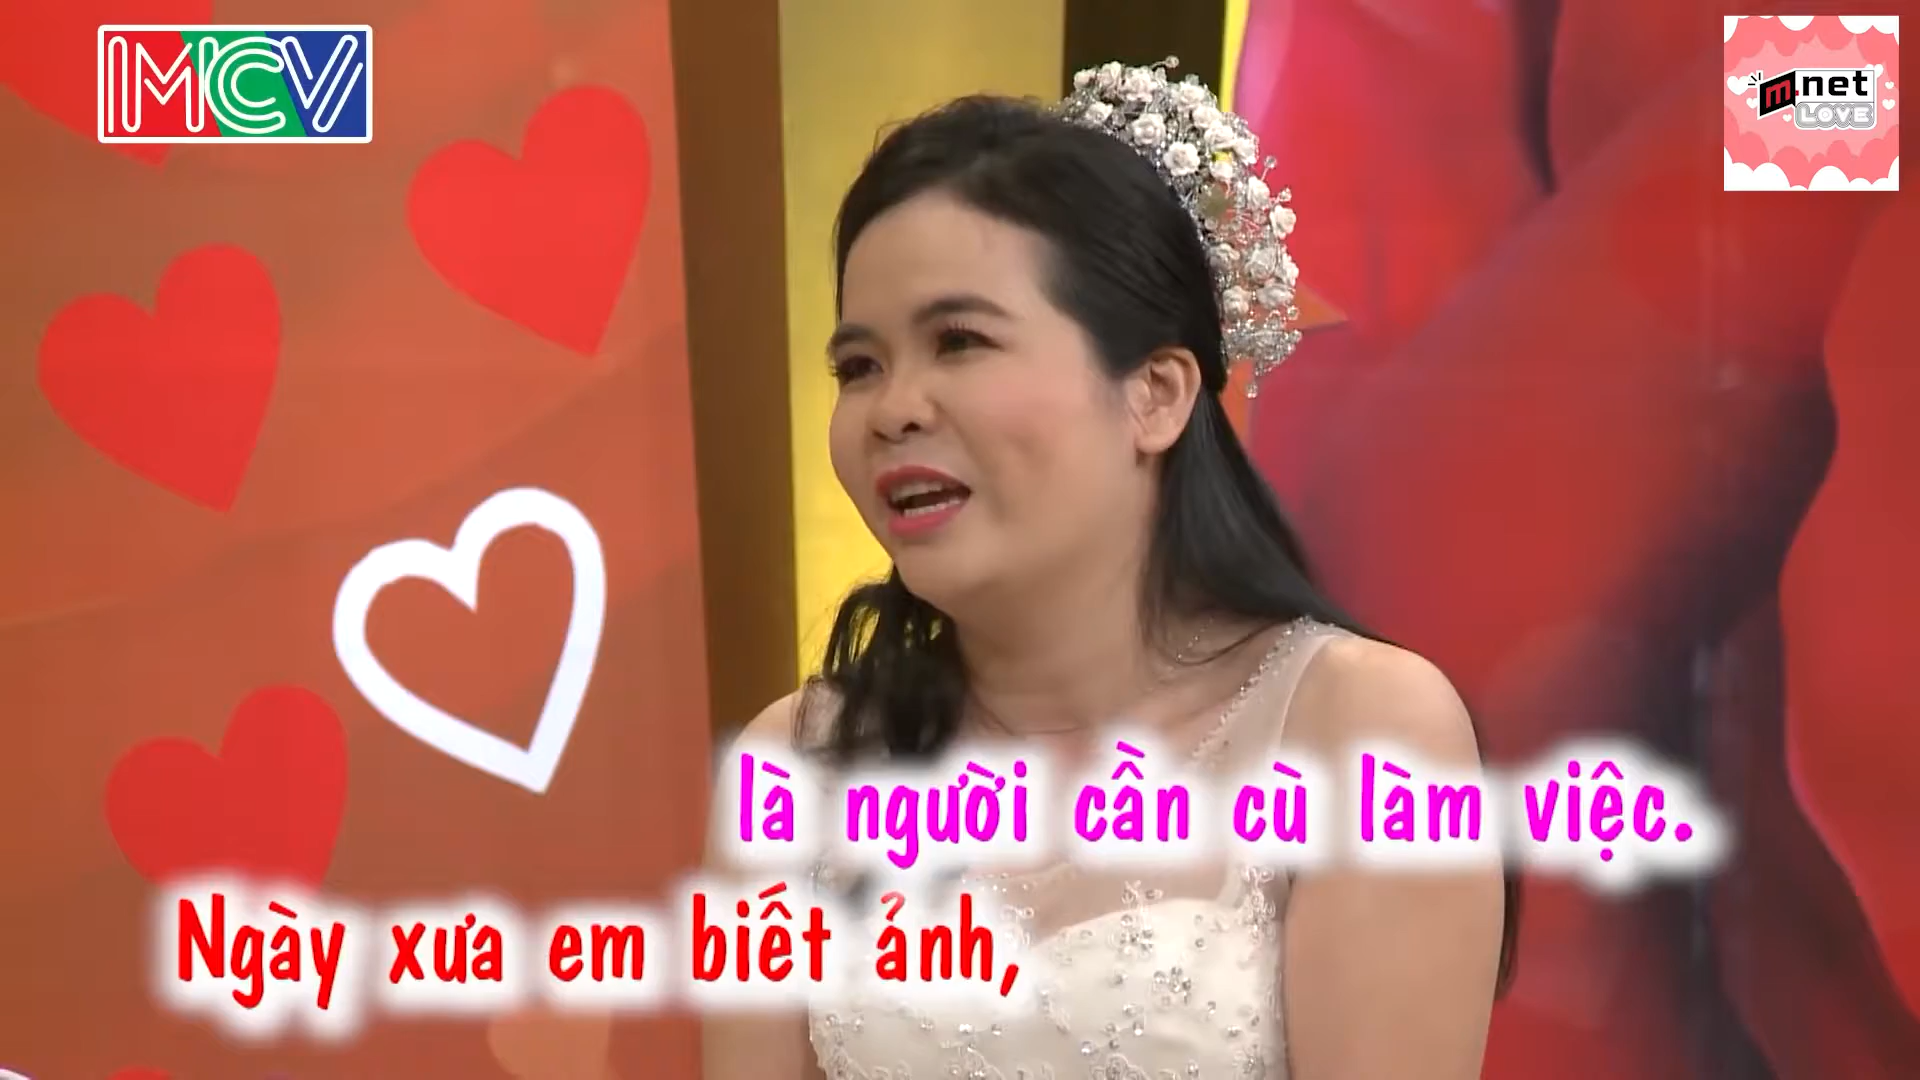 MCV
m.net
LOVE
là người cần cù làm việc.
Ngày xưa em biết ảnh,